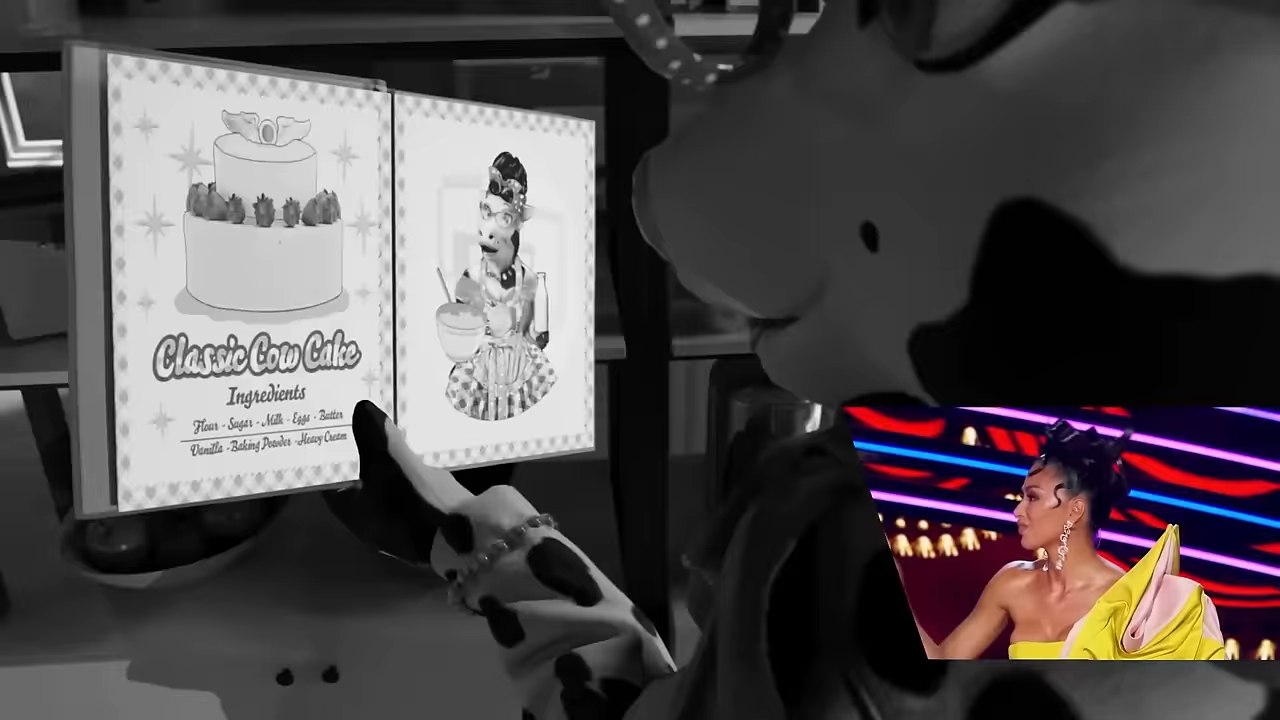 Classic Cow Cake
Ingredients
Flour - Sugar - Milk - Eggs - Butter
Vanilla - Baking Powder - Heavy Cream